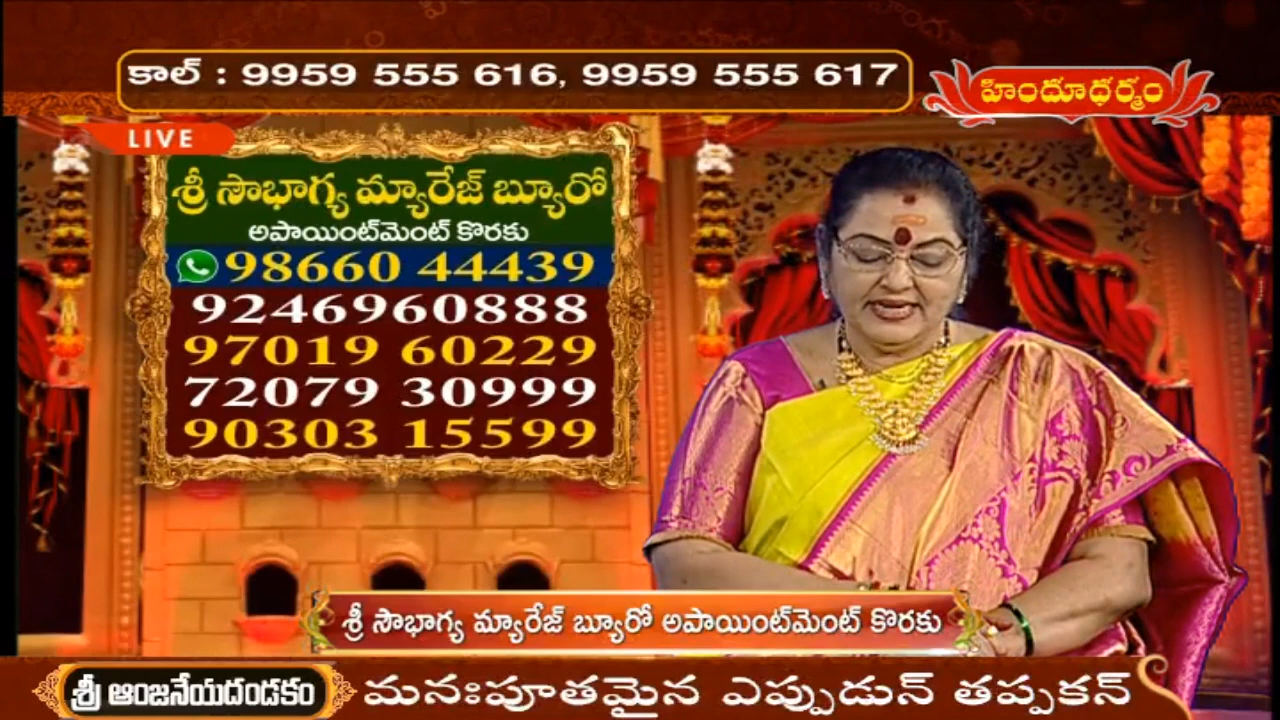 కాల్ : 9959 555 616, 9959 555 617
హిందూధర్మం
LIVE
శ్రీ సౌభాగ్య మ్యారేజ్ బ్యూరో
అపాయింట్‌మెంట్ కొరకు
98660 44439
9246960888
97019 60229
72079 30999
90303 15599
శ్రీ సౌభాగ్య మ్యారేజ్ బ్యూరో అపాయింట్‌మెంట్ కొరకు
శ్రీ ఆంజనేయదండకం
మనఃపూతమైన ఎప్పుడున్ తప్పకన్